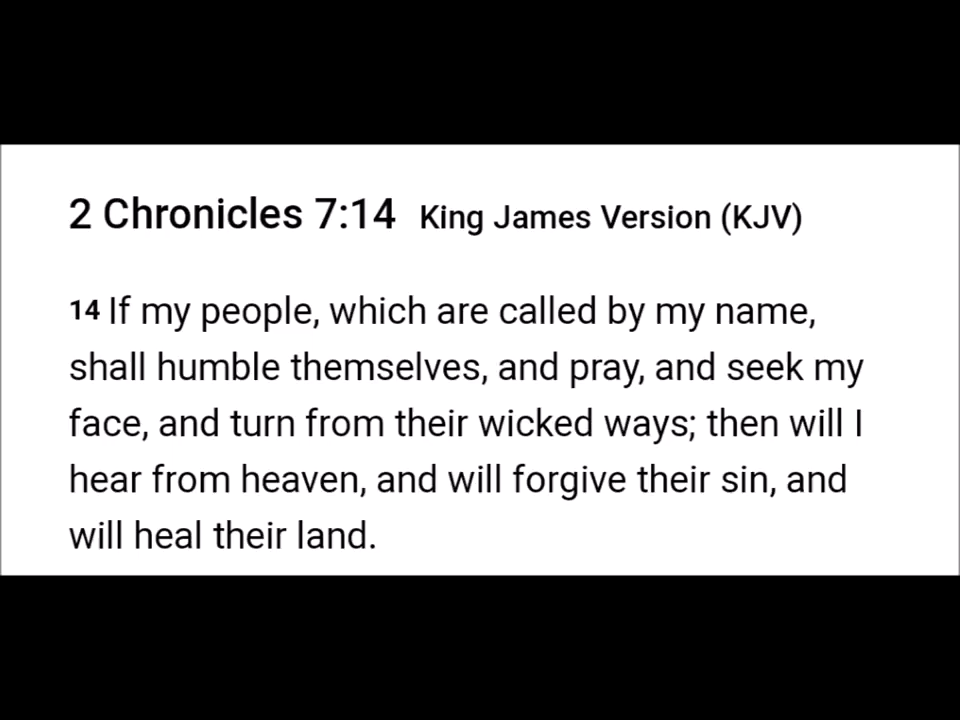 2 Chronicles 7:14 King James Version (KJV)
14 If my people, which are called by my name,
shall humble themselves, and pray, and seek my
face, and turn from their wicked ways; then will I
hear from heaven, and will forgive their sin, and
will heal their land.